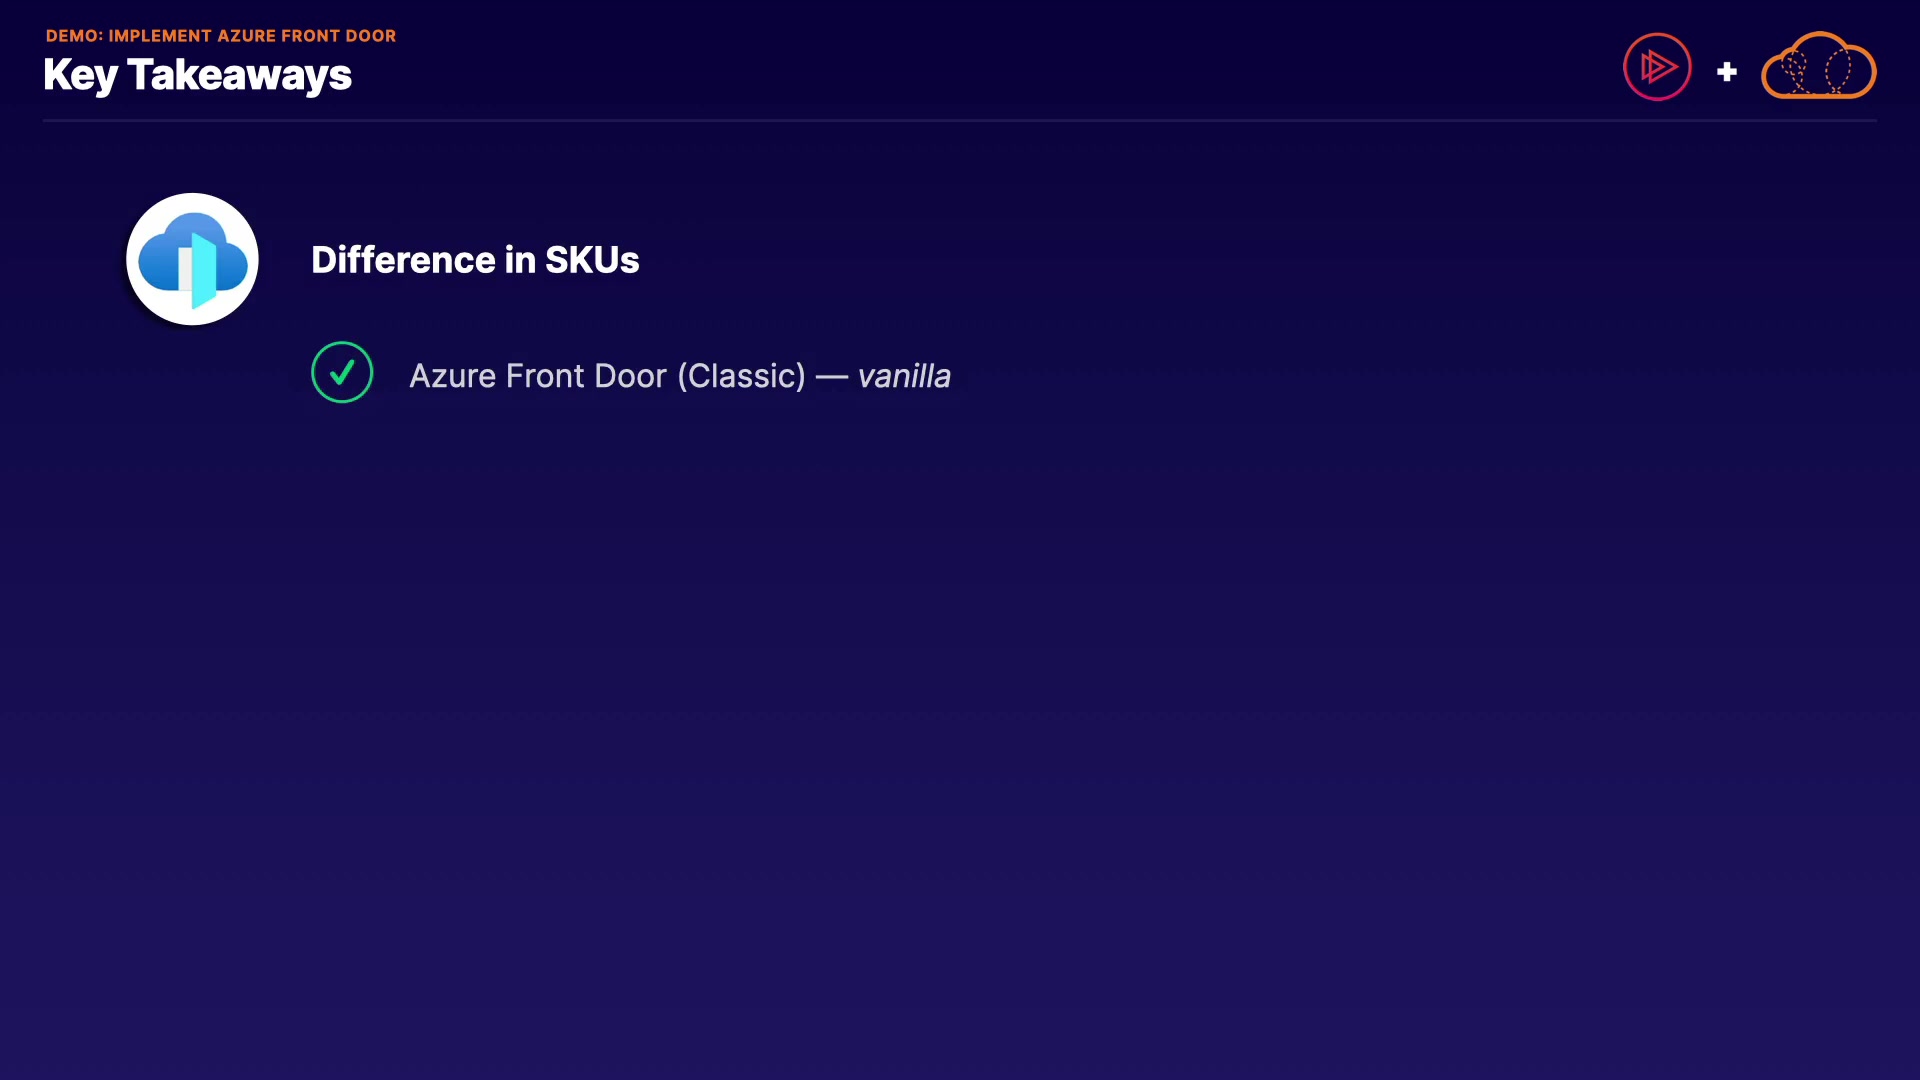 DEMO: IMPLEMENT AZURE FRONT DOOR
Key Takeaways
+
Difference in SKUs
Azure Front Door (Classic) — vanilla